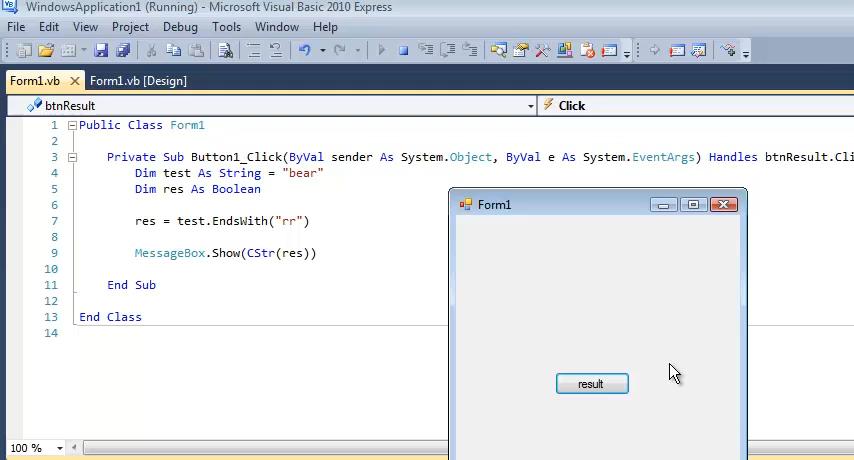 WindowsApplication1 (Running) - Microsoft Visual Basic 2010 Express
File Edit View Project Debug Tools Window Help
Form1.vb Form1.vb [Design]
btnResult Click
1 Public Class Form1
2
3 Private Sub Button1_Click(ByVal sender As System.Object, ByVal e As System.EventArgs) Handles btnResult.Cli
4 Dim test As String = "bear"
5 Dim res As Boolean
6
7 res = test.EndsWith("rr")
8
9 MessageBox.Show(CStr(res))
10
11 End Sub
12
13 End Class
14
Form1
result
100 %